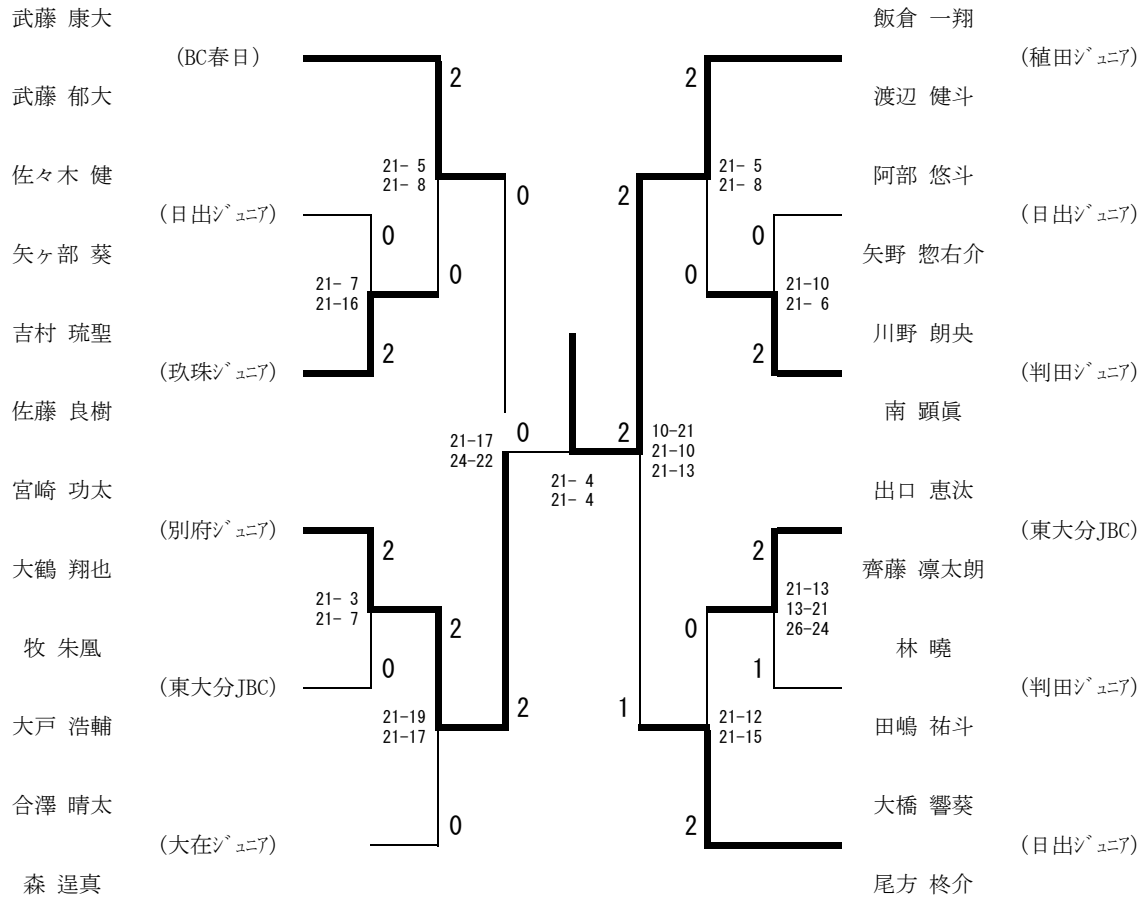 武藤 康大
(BC春日)
武藤 郁大
佐々木 健
(日出ｼﾞｭﾆｱ)
矢ヶ部 葵
吉村 琉聖
(玖珠ｼﾞｭﾆｱ)
佐藤 良樹
宮崎 功太
(別府ｼﾞｭﾆｱ)
大鶴 翔也
牧 朱凰
(東大分JBC)
大戸 浩輔
合澤 晴太
(大在ｼﾞｭﾆｱ)
森 逞真
2
21- 5
21- 8
0
0
21- 7
21-16
2
0
2
21- 3
21- 7
0
2
21-19
21-17
0
2
21-17
24-22
0
21- 4
21- 4
2
10-21
21-10
21-13
2
1
2
21- 5
21- 8
0
0
21-10
21- 6
2
2
21-13
13-21
26-24
1
0
21-12
21-15
2
飯倉 一翔
(稙田ｼﾞｭﾆｱ)
渡辺 健斗
阿部 悠斗
(日出ｼﾞｭﾆｱ)
矢野 惣右介
川野 朗央
(判田ｼﾞｭﾆｱ)
南 顕眞
出口 恵汰
(東大分JBC)
齊藤 凛太朗
林 曉
(判田ｼﾞｭﾆｱ)
田嶋 祐斗
大橋 響葵
(日出ｼﾞｭﾆｱ)
尾方 柊介